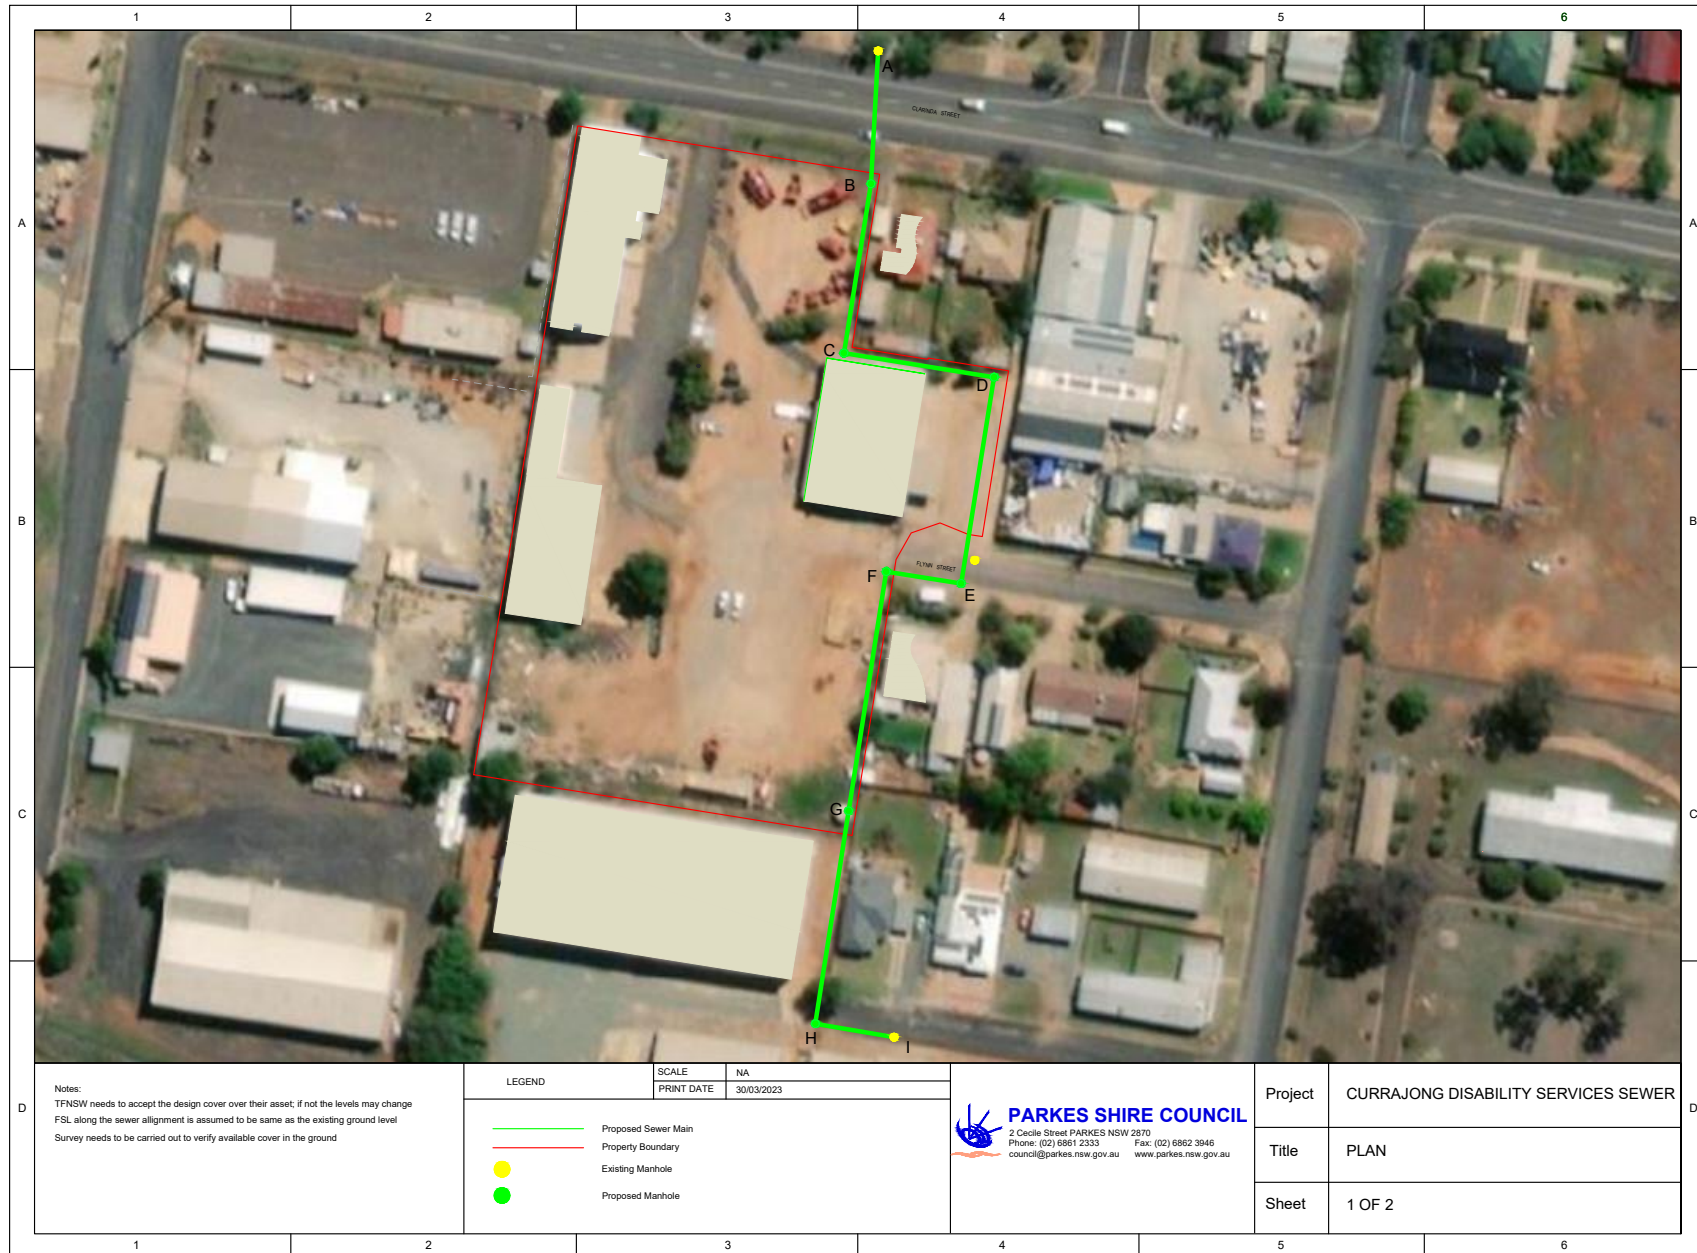 1 2 3 4 5 6
A
CLARINDA STREET
B
A A
C
D
B B
FLYNN STREET
F
E
G
C C
H
I
Notes:
TFNSW needs to accept the design cover over their asset; if not the levels may change
FSL along the sewer allignment is assumed to be same as the existing ground level
Survey needs to be carried out to verify available cover in the ground
LEGEND
SCALE NA
PRINT DATE 30/03/2023
Proposed Sewer Main
Property Boundary
Existing Manhole
Proposed Manhole
PARKES SHIRE COUNCIL
2 Cecile Street PARKES NSW 2870
Phone: (02) 6861 2333 Fax: (02) 6862 3946
council@parkes.nsw.gov.au www.parkes.nsw.gov.au
Project CURRAJONG DISABILITY SERVICES SEWER
Title PLAN
Sheet 1 OF 2
D D
1 2 3 4 5 6